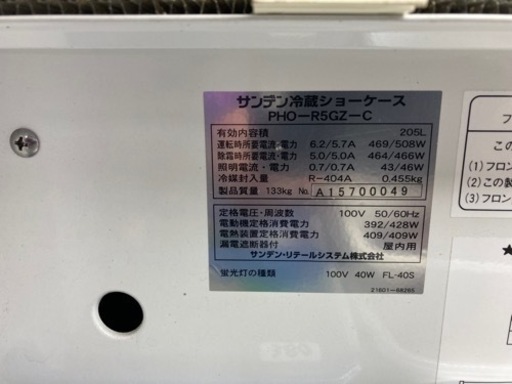 サンデン冷蔵ショーケース
PHO-R5GZ-C
有効内容積 205L
運転時所要電流・電力 6.2/5.7A 469/508W
除霜時所要電流・電力 5.0/5.0A 464/466W
照明電流・電力 0.7/0.7A 43/46W
冷媒封入量 R-404A 0.455kg
製品質量 133kg No. A15700049
定格電圧・周波数 100V 50/60Hz
電動機定格消費電力 392/428W
電熱装置定格消費電力 409/409W
漏電遮断器付 屋内用
サンデン・リテールシステム株式会社
蛍光灯の種類 100V 40W FL-40S
21601-88265
フ
この
(1)フロン
(2)この製
(3)フロン
★